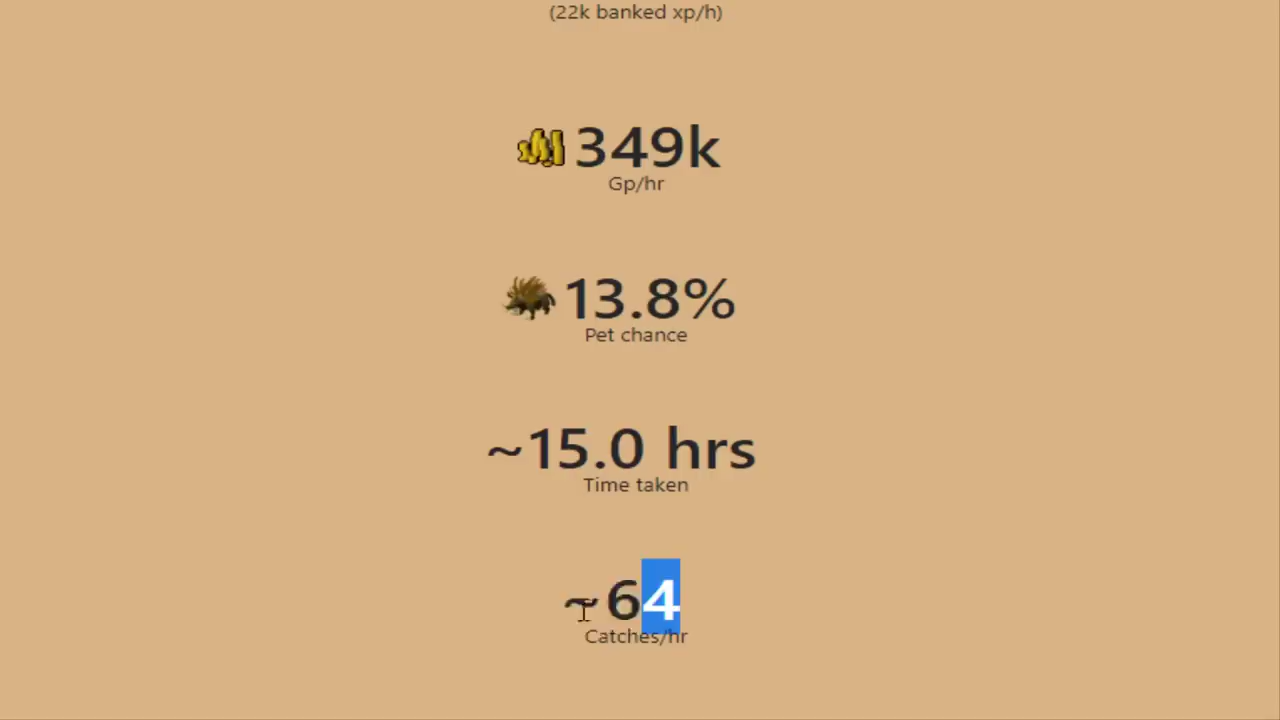 (22k banked xp/h)
349k
Gp/hr
13.8%
Pet chance
~15.0 hrs
Time taken
~64
Catches/hr